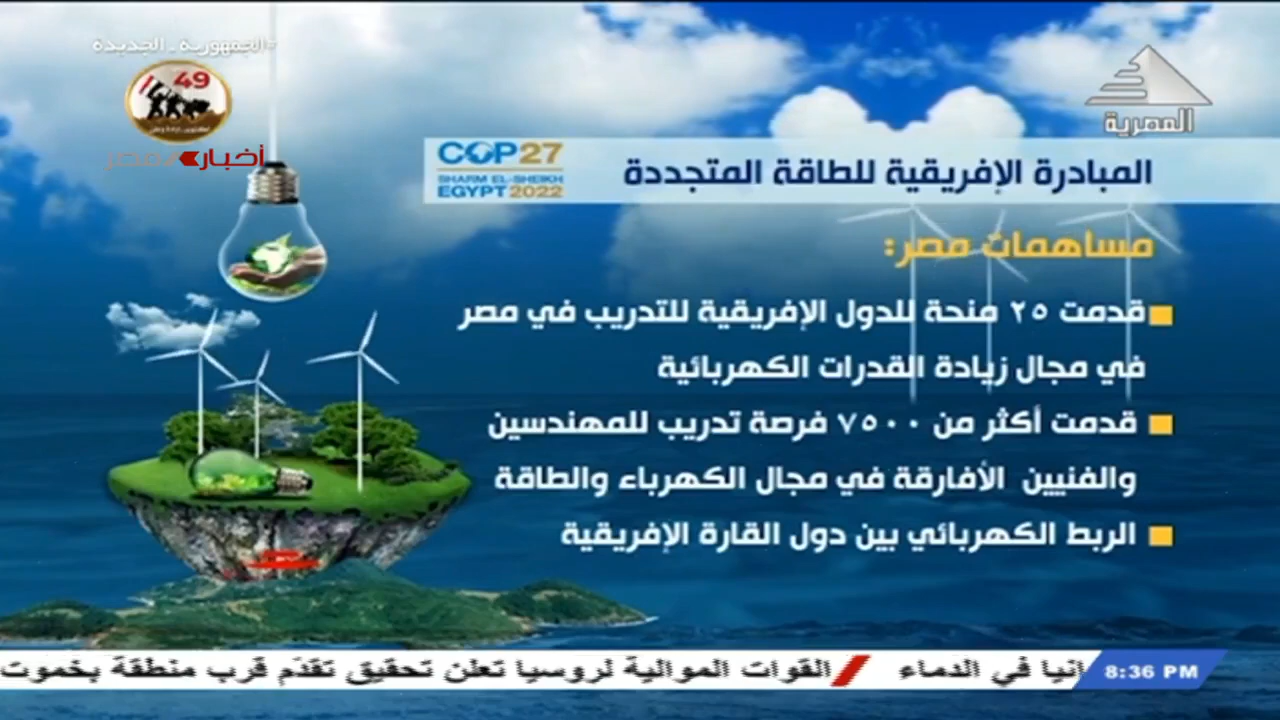 #الجمهورية_الجديدة
49
أخبار مصر
المصرية
المبادرة الإفريقية للطاقة المتجددة
COP27
SHARM EL-SHEIKH
EGYPT 2022
مساهمات مصر:
قدمت ٢٥ منحة للدول الإفريقية للتدريب في مصر
في مجال زيادة القدرات الكهربائية
قدمت أكثر من ٧٥٠٠ فرصة تدريب للمهندسين
والفنيين الأفارقة في مجال الكهرباء والطاقة
الربط الكهربائي بين دول القارة الإفريقية
انيا في الدماء / القوات الموالية لروسيا تعلن تحقيق تقدّم قرب منطقة بخموت
8:36 PM